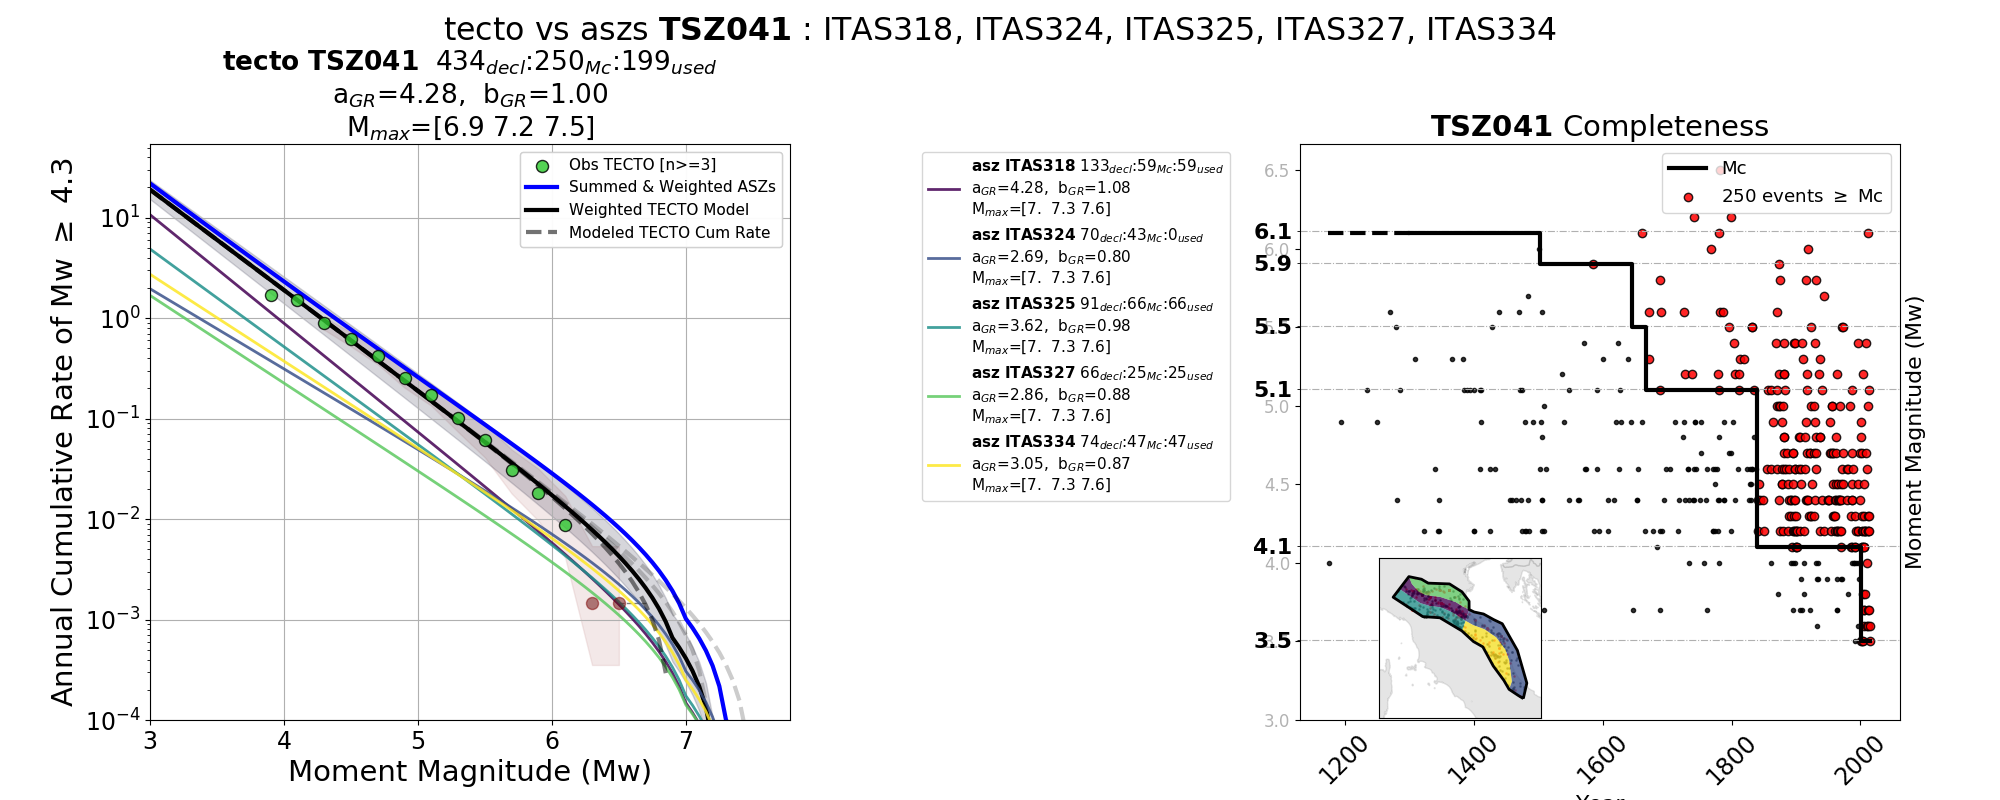 tecto vs aszs TSZ041 : ITAS318, ITAS324, ITAS325, ITAS327, ITAS334
tecto TSZ041 434decl:250Mc:199used
aGR=4.28, bGR=1.00
Mmax=[6.9 7.2 7.5]
Annual Cumulative Rate of Mw ≥ 4.3
10¹
10⁰
10⁻¹
10⁻²
10⁻³
10⁻⁴
3 4 5 6 7
Moment Magnitude (Mw)
Obs TECTO [n>=3]
Summed & Weighted ASZs
Weighted TECTO Model
Modeled TECTO Cum Rate
asz ITAS318 133decl:59Mc:59used
aGR=4.28, bGR=1.08
Mmax=[7. 7.3 7.6]
asz ITAS324 70decl:43Mc:0used
aGR=2.69, bGR=0.80
Mmax=[7. 7.3 7.6]
asz ITAS325 91decl:66Mc:66used
aGR=3.62, bGR=0.98
Mmax=[7. 7.3 7.6]
asz ITAS327 66decl:25Mc:25used
aGR=2.86, bGR=0.88
Mmax=[7. 7.3 7.6]
asz ITAS334 74decl:47Mc:47used
aGR=3.05, bGR=0.87
Mmax=[7. 7.3 7.6]
TSZ041 Completeness
Mc
250 events ≥ Mc
6.5
6.1
6.0
5.9
5.5
5.1
5.0
4.5
4.1
4.0
3.5
3.0
1200 1400 1600 1800 2000
Moment Magnitude (Mw)